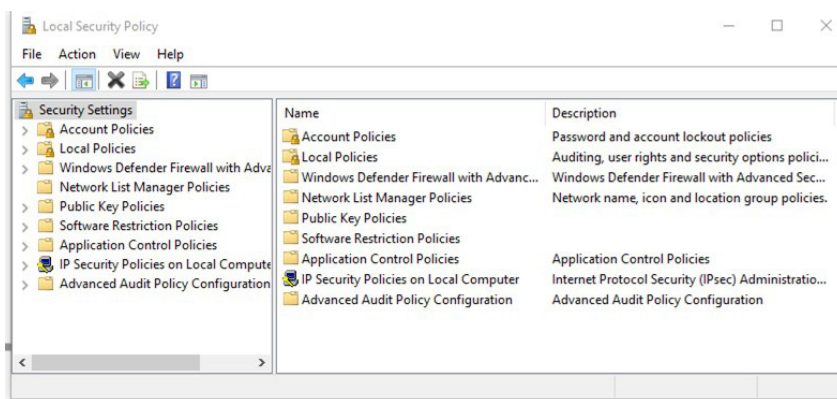 Local Security Policy
File Action View Help
Security Settings
Account Policies
Local Policies
Windows Defender Firewall with Adva
Network List Manager Policies
Public Key Policies
Software Restriction Policies
Application Control Policies
IP Security Policies on Local Compute
Advanced Audit Policy Configuration
Name Description
Account Policies Password and account lockout policies
Local Policies Auditing, user rights and security options polici...
Windows Defender Firewall with Advanc... Windows Defender Firewall with Advanced Sec...
Network List Manager Policies Network name, icon and location group policies.
Public Key Policies
Software Restriction Policies
Application Control Policies Application Control Policies
IP Security Policies on Local Computer Internet Protocol Security (IPsec) Administratio...
Advanced Audit Policy Configuration Advanced Audit Policy Configuration